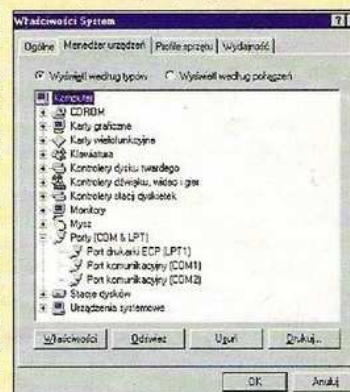 Właściwości System
Ogólne Menedżer urządzeń Profile sprzętu Wydajność
Wyświetl według typów Wyświetl według połączeń
Komputer
CDROM
Karty graficzne
Karty wielofunkcyjne
Klawiatura
Kontrolery dysku twardego
Kontrolery dźwięku, wideo i gier
Kontrolery stacji dyskietek
Monitory
Mysz
Porty (COM & LPT)
Port drukarki ECP (LPT1)
Port komunikacyjny (COM1)
Port komunikacyjny (COM2)
Stacje dysków
Urządzenia systemowe
Właściwości Odśwież Usuń Drukuj...
OK Anuluj